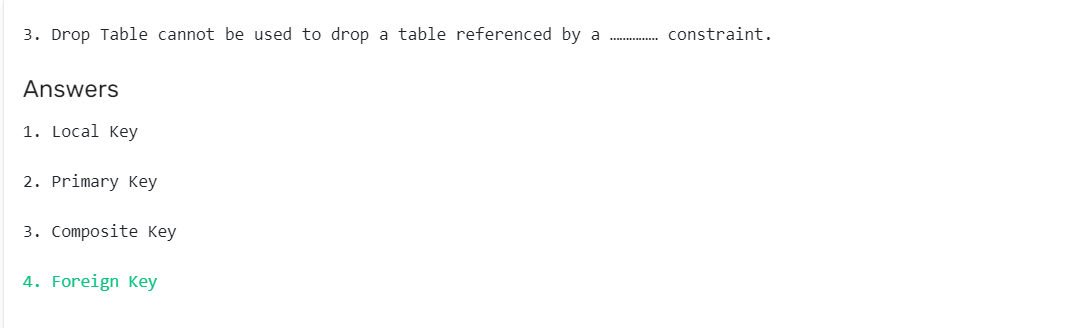 3. Drop Table cannot be used to drop a table referenced by a ……………… constraint.
Answers
1. Local Key
2. Primary Key
3. Composite Key
4. Foreign Key